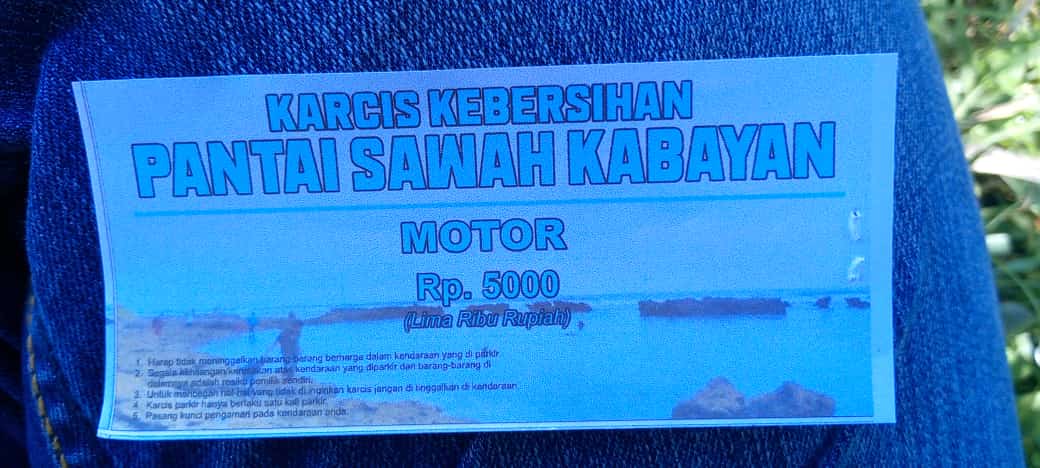 KARCIS KEBERSIHAN
PANTAI SAWAH KABAYAN
MOTOR
Rp. 5000
(Lima Ribu Rupiah)
1. Harap tidak meninggalkan barang-barang berharga dalam kendaraan yang di parkir
2. Segala kehilangan/kerusakan atas kendaraan yang diparkir dan barang-barang di
dalamnya adalah resiko pemilik sendiri.
3. Untuk mencegah hal-hal yang tidak di inginkan karcis jangan di tinggalkan di kendaraan
4. Karcis parkir hanya berlaku satu kali parkir.
5. Pasang kunci pengaman pada kendaraan anda.